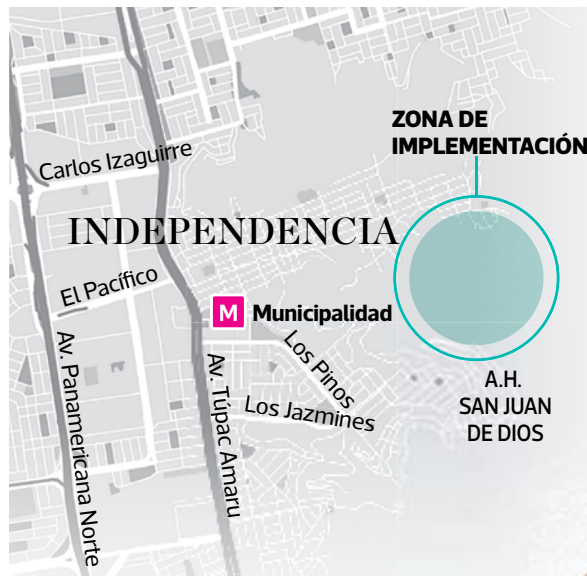 ZONA DE
IMPLEMENTACIÓN
Carlos Izaguirre
INDEPENDENCIA
El Pacífico
M Municipalidad
Los Pinos
Los Jazmines
Av. Túpac Amaru
Av. Panamericana Norte
A.H.
SAN JUAN
DE DIOS